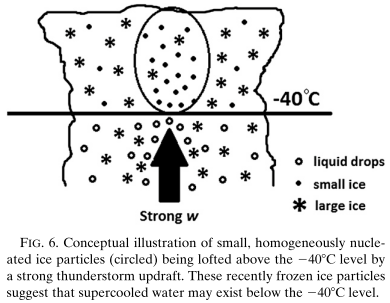 -40°C
liquid drops
small ice
large ice
Strong w
FIG. 6. Conceptual illustration of small, homogeneously nucle-
ated ice particles (circled) being lofted above the −40°C level by
a strong thunderstorm updraft. These recently frozen ice particles
suggest that supercooled water may exist below the −40°C level.